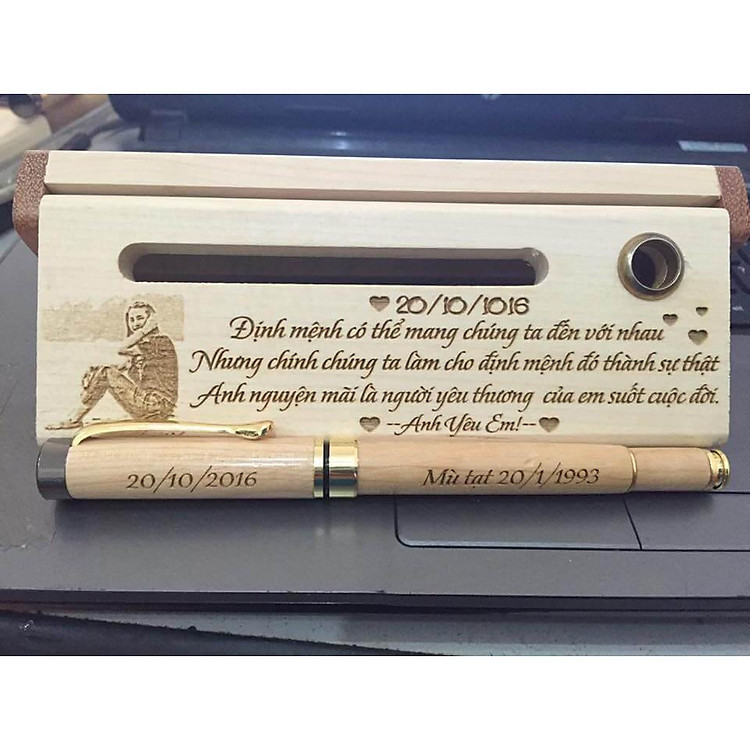 20/10/1016
Định mệnh có thể mang chúng ta đến với nhau
Nhưng chính chúng ta làm cho định mệnh đó thành sự thật
Anh nguyện mãi là người yêu thương của em suốt cuộc đời.
--Anh Yêu Em!--
20/10/2016
Mù tạt 20/1/1993